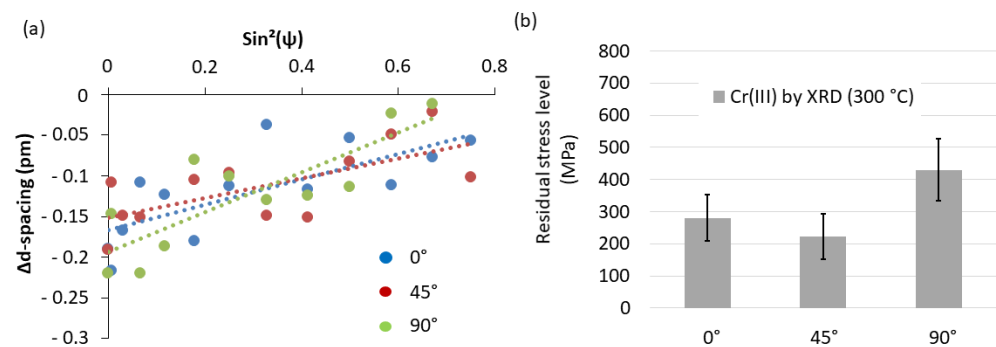 (a)
Sin²(ψ)
0 0.2 0.4 0.6 0.8
0
- 0.05
- 0.1
- 0.15
- 0.2
- 0.25
- 0.3
Δd-spacing (pm)
0°
45°
90°
(b)
800
700
600
500
400
300
200
100
0
Residual stress level
(MPa)
Cr(III) by XRD (300 °C)
0° 45° 90°